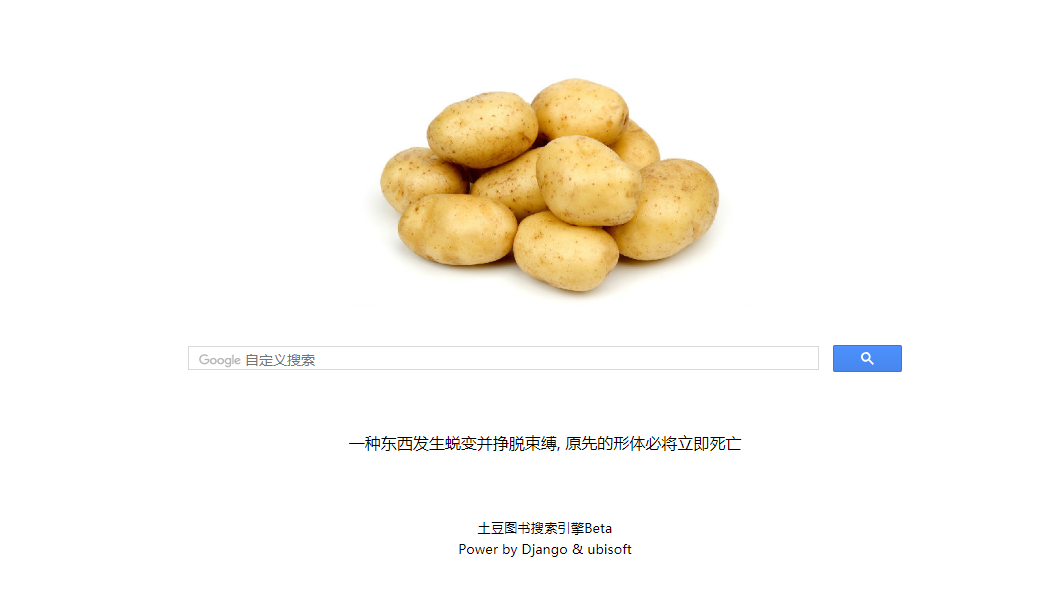 Google 自定义搜索
一种东西发生蜕变并挣脱束缚, 原先的形体必将立即死亡
土豆图书搜索引擎Beta
Power by Django & ubisoft